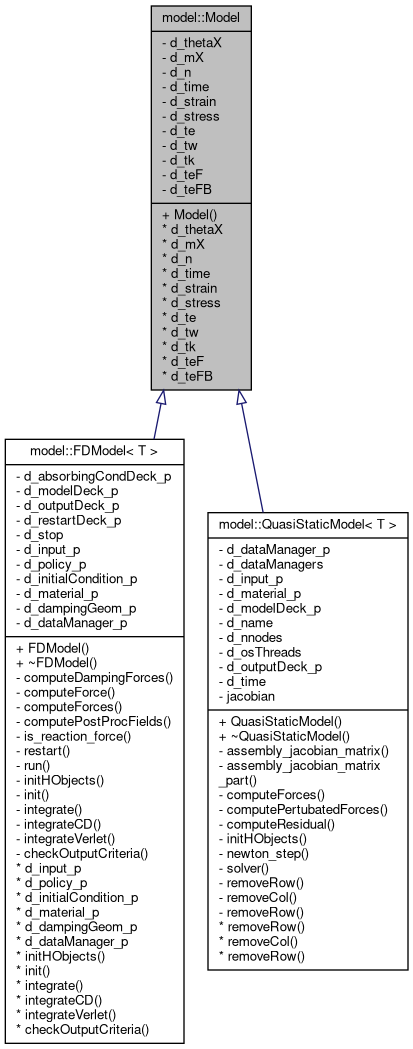 model::Model
- d_thetaX
- d_mX
- d_n
- d_time
- d_strain
- d_stress
- d_te
- d_tw
- d_tk
- d_teF
- d_teFB
+ Model()
* d_thetaX
* d_mX
* d_n
* d_time
* d_strain
* d_stress
* d_te
* d_tw
* d_tk
* d_teF
* d_teFB
model::FDModel< T >
- d_absorbingCondDeck_p
- d_modelDeck_p
- d_outputDeck_p
- d_restartDeck_p
- d_stop
- d_input_p
- d_policy_p
- d_initialCondition_p
- d_material_p
- d_dampingGeom_p
- d_dataManager_p
+ FDModel()
+ ~FDModel()
- computeDampingForces()
- computeForce()
- computeForces()
- computePostProcFields()
- is_reaction_force()
- restart()
- run()
- initHObjects()
- init()
- integrate()
- integrateCD()
- integrateVerlet()
- checkOutputCriteria()
* d_input_p
* d_policy_p
* d_initialCondition_p
* d_material_p
* d_dampingGeom_p
* d_dataManager_p
* initHObjects()
* init()
* integrate()
* integrateCD()
* integrateVerlet()
* checkOutputCriteria()
model::QuasiStaticModel< T >
- d_dataManager_p
- d_dataManagers
- d_input_p
- d_material_p
- d_modelDeck_p
- d_name
- d_nnodes
- d_osThreads
- d_outputDeck_p
- d_time
- jacobian
+ QuasiStaticModel()
+ ~QuasiStaticModel()
- assembly_jacobian_matrix()
- assembly_jacobian_matrix
_part()
- computeForces()
- computePertubatedForces()
- computeResidual()
- initHObjects()
- newton_step()
- solver()
- removeRow()
- removeCol()
- removeRow()
* removeRow()
* removeCol()
* removeRow()